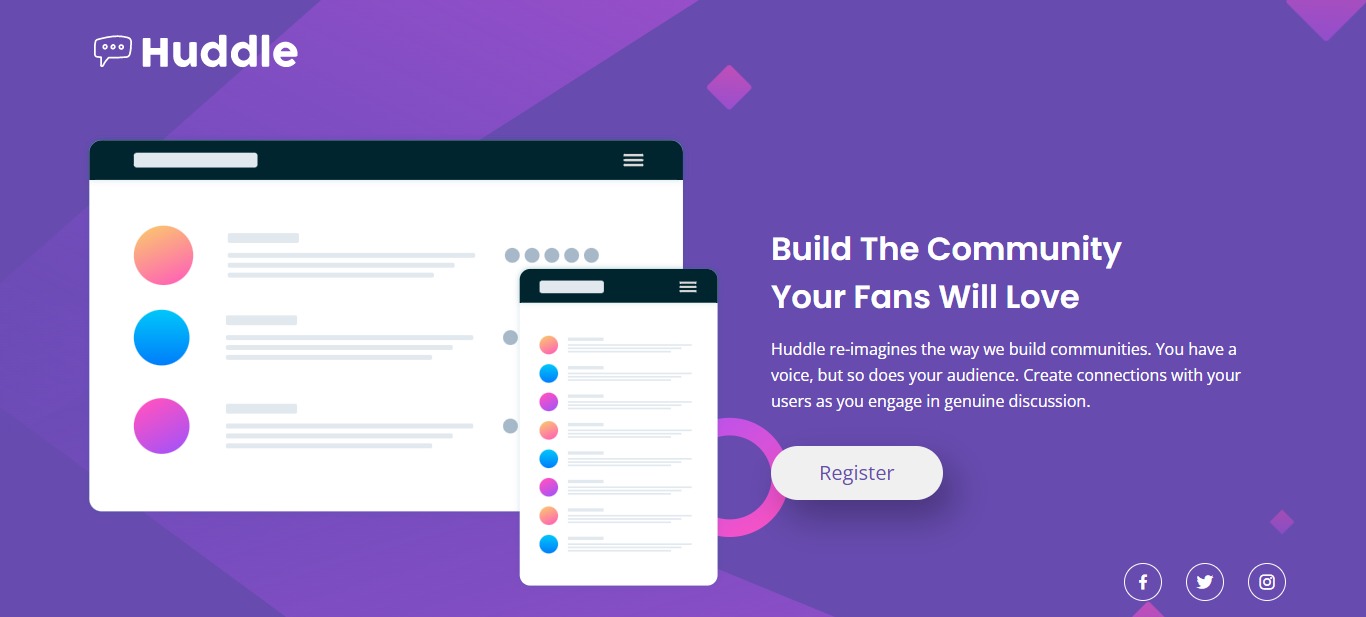 Huddle
Build The Community
Your Fans Will Love
Huddle re-imagines the way we build communities. You have a
voice, but so does your audience. Create connections with your
users as you engage in genuine discussion.
Register